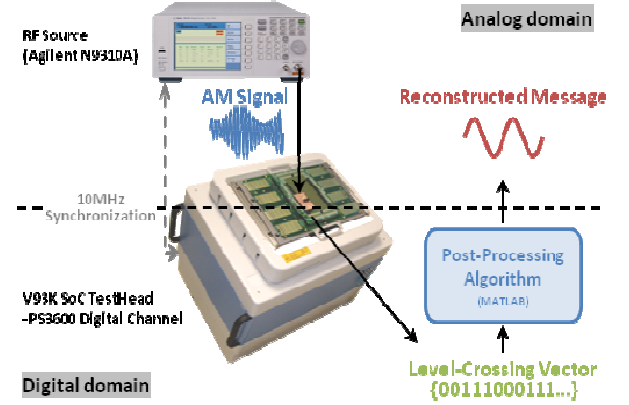 Analog domain
RF Source
(Agilent N9310A)
AM Signal
Reconstructed Message
10MHz
Synchronization
Post-Processing
Algorithm
(MATLAB)
V93K SoC TestHead
-PS3600 Digital Channel
Level-Crossing Vector
{00111000111...}
Digital domain